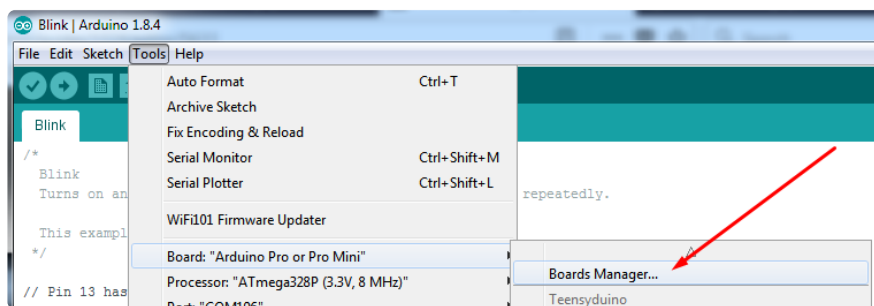 Blink | Arduino 1.8.4
File Edit Sketch Tools Help
Auto Format Ctrl+T
Archive Sketch
Blink
Fix Encoding & Reload
/*
Serial Monitor Ctrl+Shift+M
Blink
Serial Plotter Ctrl+Shift+L
Turns on an repeatedly.
WiFi101 Firmware Updater
This exampl
*/
Board: "Arduino Pro or Pro Mini"
Boards Manager...
Processor: "ATmega328P (3.3V, 8 MHz)"
// Pin 13 has
Teensyduino
Port: "COM106"